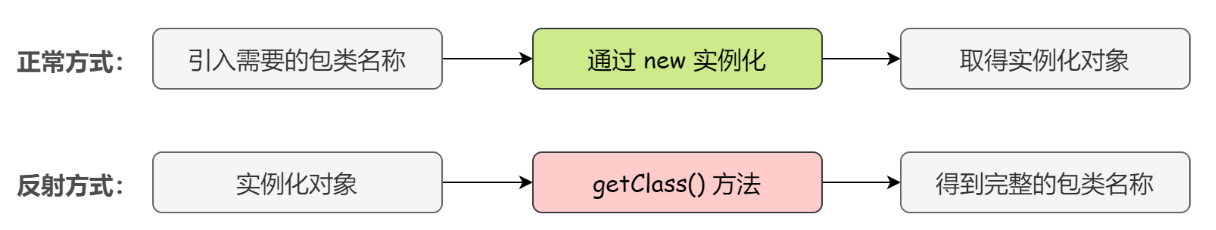 正常方式： 引入需要的包类名称 通过 new 实例化 取得实例化对象
反射方式： 实例化对象 getClass() 方法 得到完整的包类名称